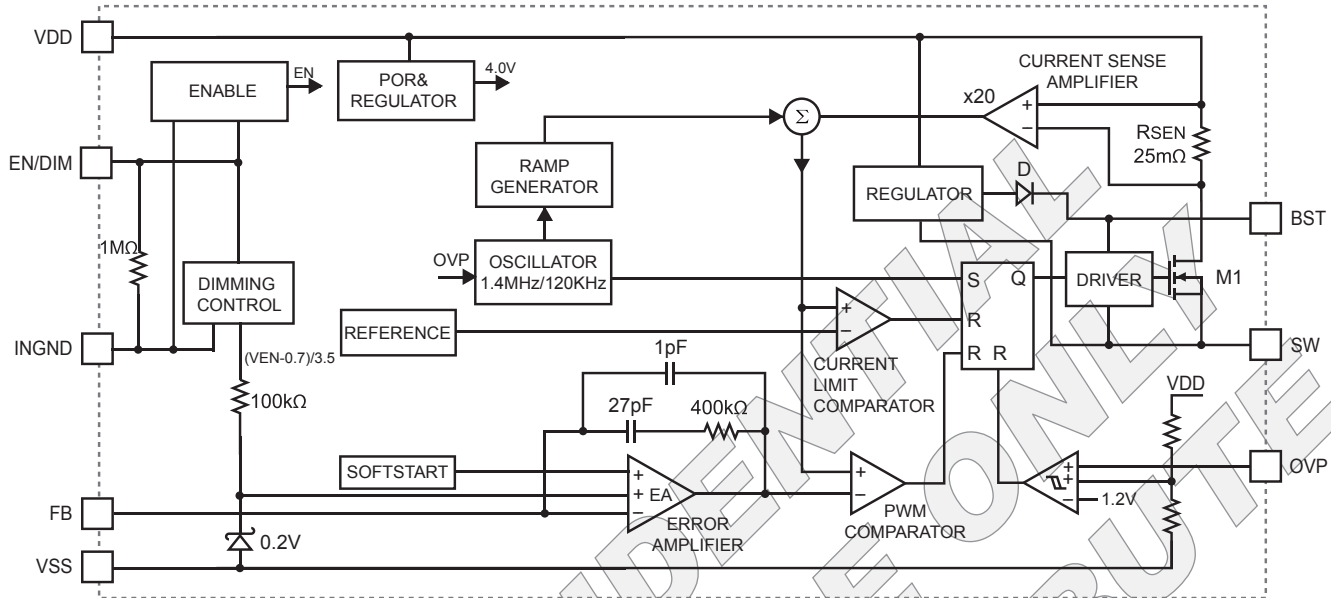 VDD
ENABLE
EN
POR&
REGULATOR
4.0V
x20
CURRENT SENSE
AMPLIFIER
Σ
+
−
RSEN
25mΩ
EN/DIM
RAMP
GENERATOR
REGULATOR
D
BST
1MΩ
DIMMING
CONTROL
OVP
OSCILLATOR
1.4MHz/120KHz
S
Q
R
R
R
DRIVER
M1
INGND
REFERENCE
+
−
CURRENT
LIMIT
COMPARATOR
SW
(VEN-0.7)/3.5
100kΩ
1pF
27pF
400kΩ
VDD
SOFTSTART
+
+
−
EA
ERROR
AMPLIFIER
+
−
PWM
COMPARATOR
+
+
−
1.2V
OVP
FB
0.2V
VSS